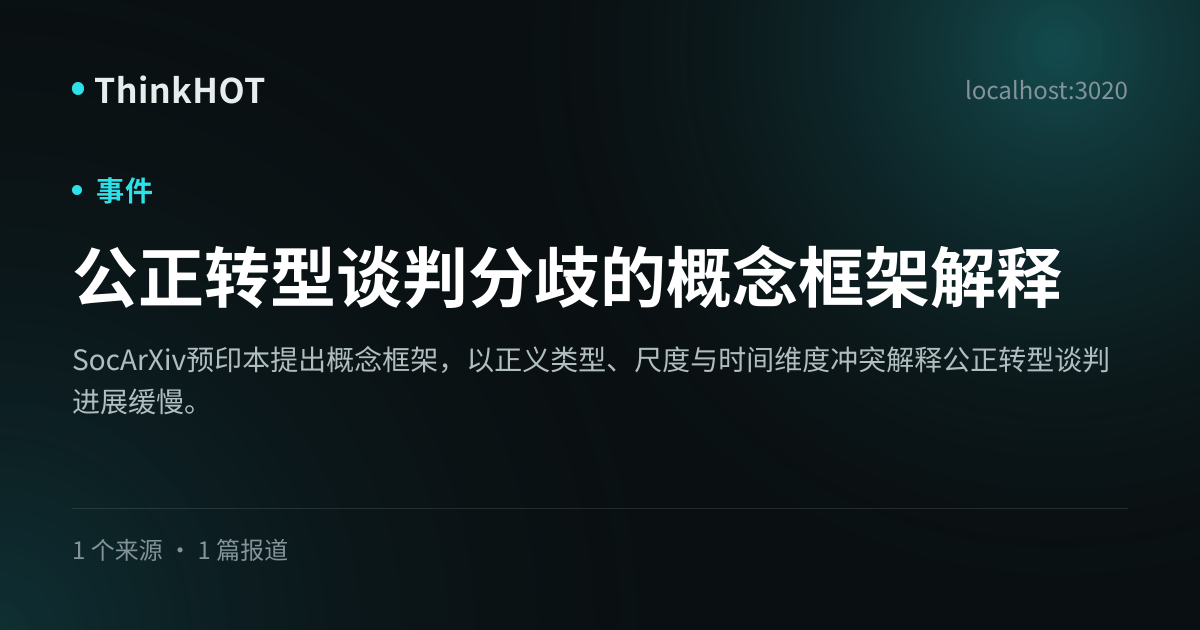 ThinkHOT
localhost:3020
事件
公正转型谈判分歧的概念框架解释
SocArXiv预印本提出概念框架，以正义类型、尺度与时间维度冲突解释公正转型谈判
进展缓慢。
1 个来源 · 1 篇报道